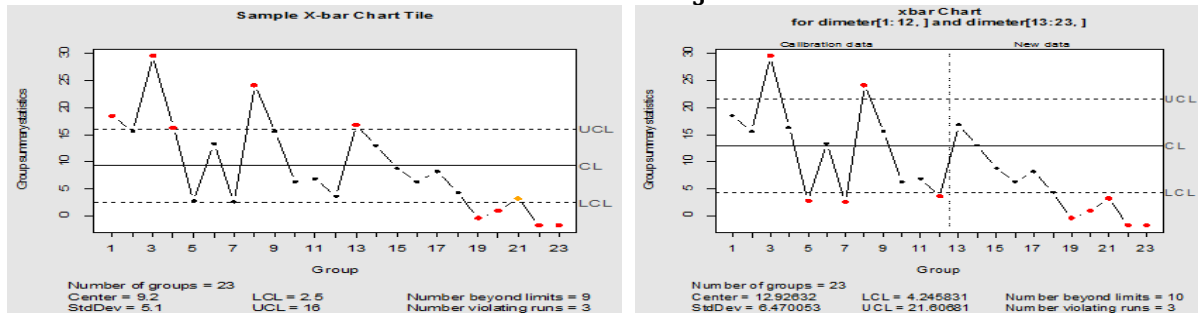 Sample X-bar Chart Tile
30
25
20
15
10
5
0
Group summary statistics
UCL
CL
LCL
1 3 5 7 9 11 13 15 17 19 21 23
Group
Number of groups = 23
Center = 9.2 LCL = 2.5 Number beyond limits = 9
StdDev = 5.1 UCL = 16 Number violating runs = 3
xbar Chart
for dimeter[1:12, ] and dimeter[13:23, ]
Calibration data New data
30
25
20
15
10
5
0
Group summary statistics
UCL
CL
LCL
1 3 5 7 9 11 13 15 17 19 21 23
Group
Number of groups = 23
Center = 12.92632 LCL = 4.245831 Number beyond limits = 10
StdDev = 6.470053 UCL = 21.60681 Number violating runs = 3